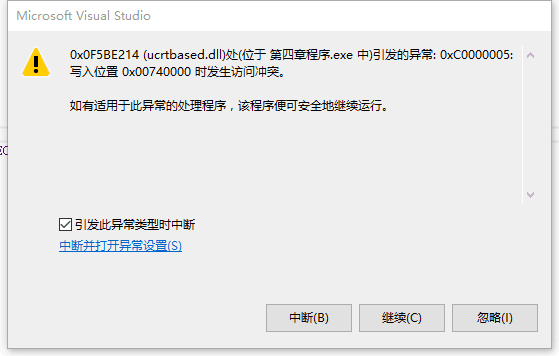 Microsoft Visual Studio
0x0F5BE214 (ucrtbased.dll)处(位于 第四章程序.exe 中)引发的异常: 0xC0000005:
写入位置 0x00740000 时发生访问冲突。
如有适用于此异常的处理程序，该程序便可安全地继续运行。
引发此异常类型时中断
中断并打开异常设置(S)
中断(B) 继续(C) 忽略(I)